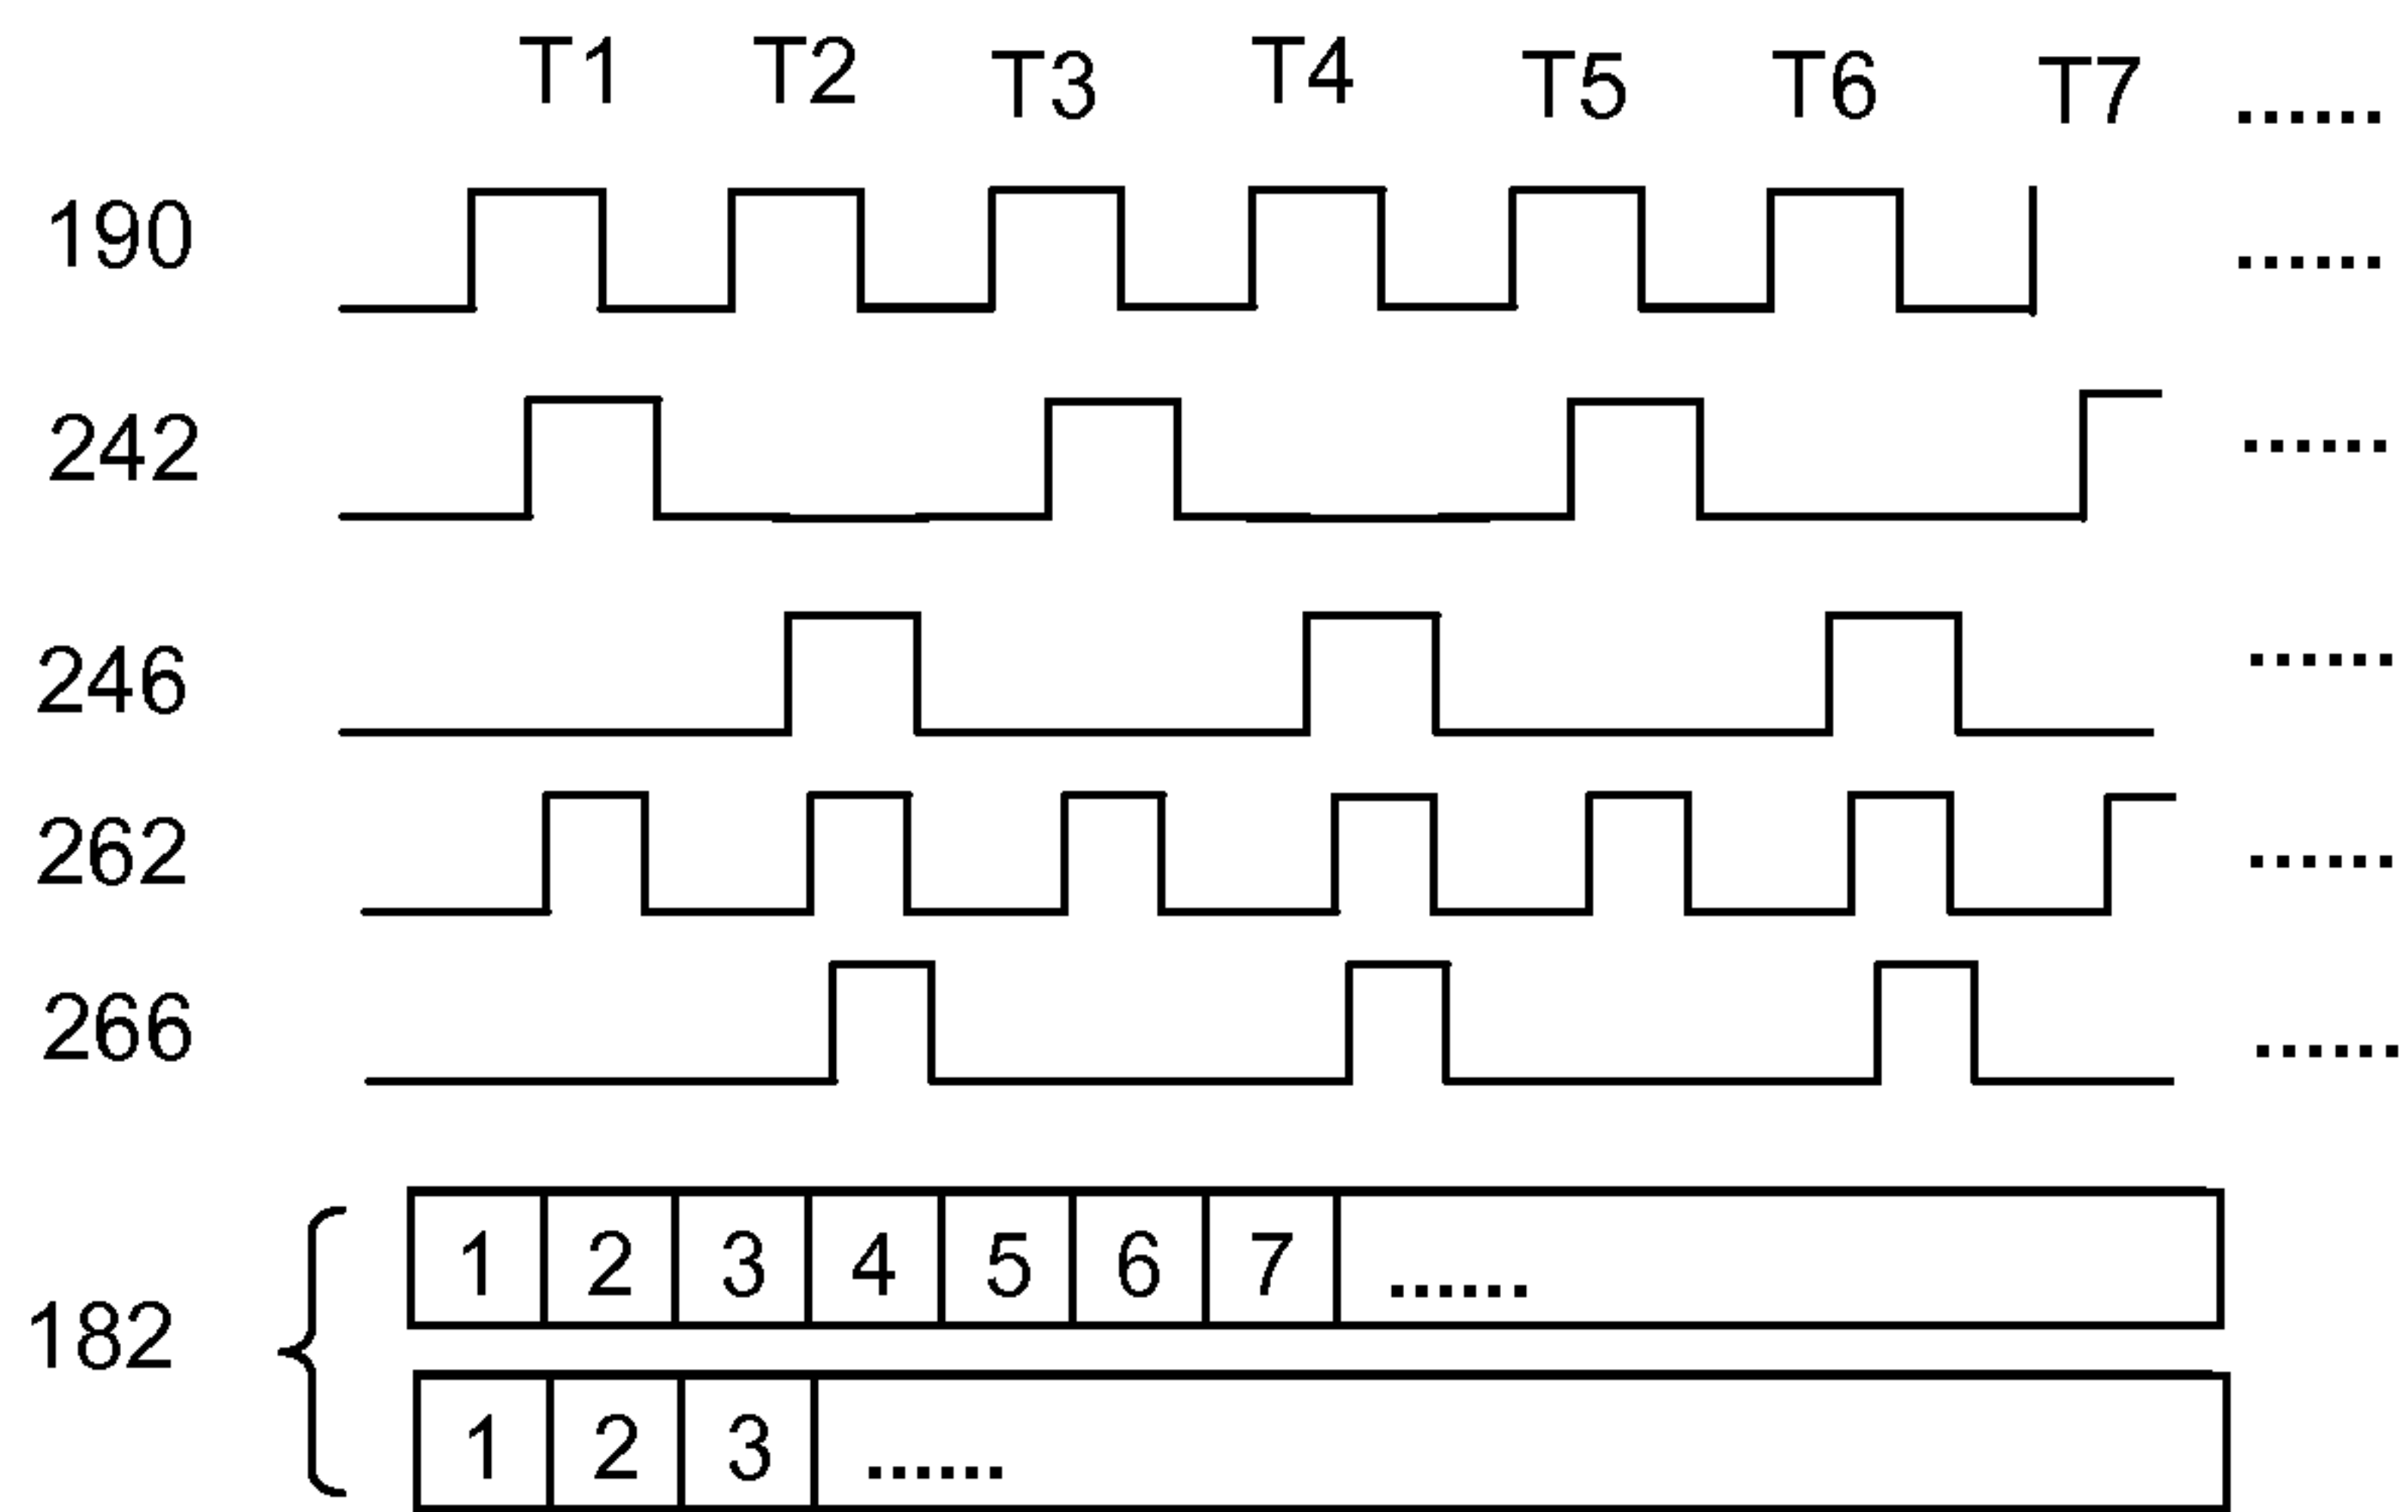 T1 T2 T3 T4 T5 T6 T7 ......
190 ......
242 ......
246 ......
262 ......
266 ......
182
1 2 3 4 5 6 7 ......
1 2 3 ......